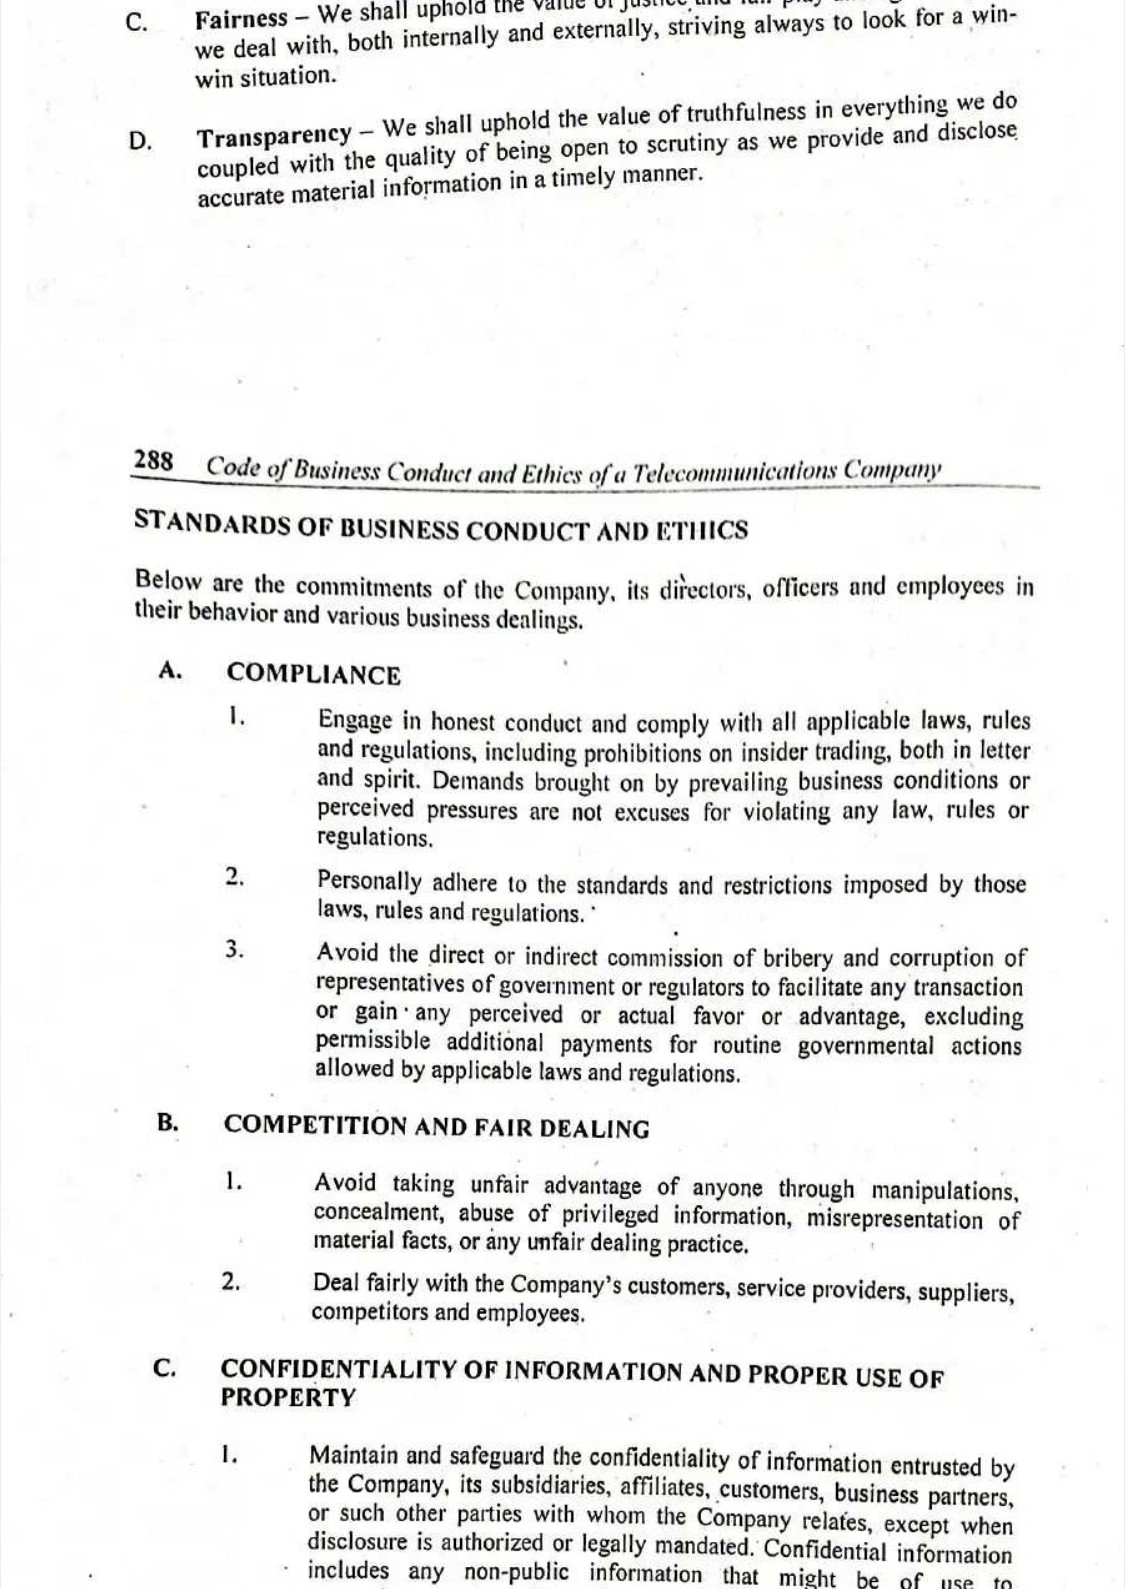 C. Fairness – We shall uphold the value of justice and fair play
we deal with, both internally and externally, striving always to look for a win-
win situation.
D. Transparency – We shall uphold the value of truthfulness in everything we do
coupled with the quality of being open to scrutiny as we provide and disclose
accurate material information in a timely manner.
288 Code of Business Conduct and Ethics of a Telecommunications Company
STANDARDS OF BUSINESS CONDUCT AND ETHICS
Below are the commitments of the Company, its directors, officers and employees in
their behavior and various business dealings.
A. COMPLIANCE
1. Engage in honest conduct and comply with all applicable laws, rules
and regulations, including prohibitions on insider trading, both in letter
and spirit. Demands brought on by prevailing business conditions or
perceived pressures are not excuses for violating any law, rules or
regulations.
2. Personally adhere to the standards and restrictions imposed by those
laws, rules and regulations.
3. Avoid the direct or indirect commission of bribery and corruption of
representatives of government or regulators to facilitate any transaction
or gain any perceived or actual favor or advantage, excluding
permissible additional payments for routine governmental actions
allowed by applicable laws and regulations.
B. COMPETITION AND FAIR DEALING
1. Avoid taking unfair advantage of anyone through manipulations,
concealment, abuse of privileged information, misrepresentation of
material facts, or any unfair dealing practice.
2. Deal fairly with the Company's customers, service providers, suppliers,
competitors and employees.
C. CONFIDENTIALITY OF INFORMATION AND PROPER USE OF
PROPERTY
1. Maintain and safeguard the confidentiality of information entrusted by
the Company, its subsidiaries, affiliates, customers, business partners,
or such other parties with whom the Company relates, except when
disclosure is authorized or legally mandated. Confidential information
includes any non-public information that might be of use to